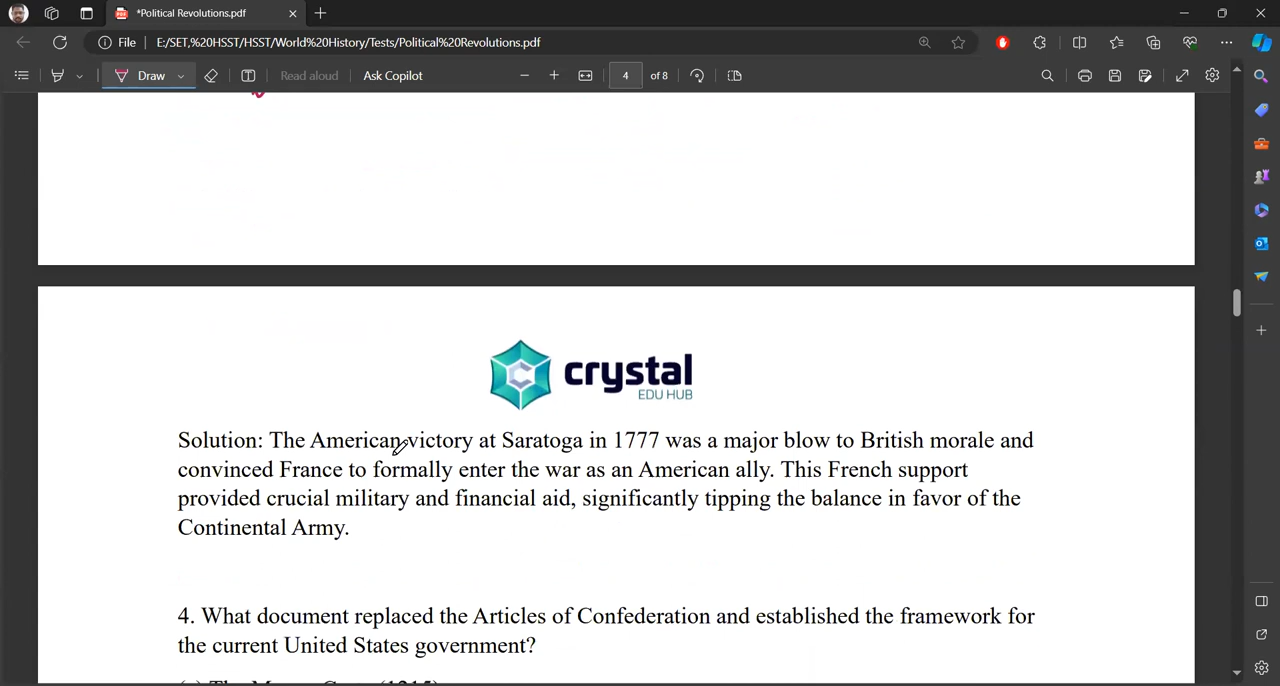 *Political Revolutions.pdf
File E:/SET,%20HSST/HSST/World%20History/Tests/Political%20Revolutions.pdf
Draw Read aloud Ask Copilot 4 of 8
crystal
EDU HUB
Solution: The American victory at Saratoga in 1777 was a major blow to British morale and
convinced France to formally enter the war as an American ally. This French support
provided crucial military and financial aid, significantly tipping the balance in favor of the
Continental Army.
4. What document replaced the Articles of Confederation and established the framework for
the current United States government?